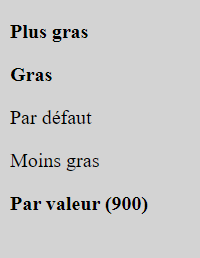 Plus gras
Gras
Par défaut
Moins gras
Par valeur (900)